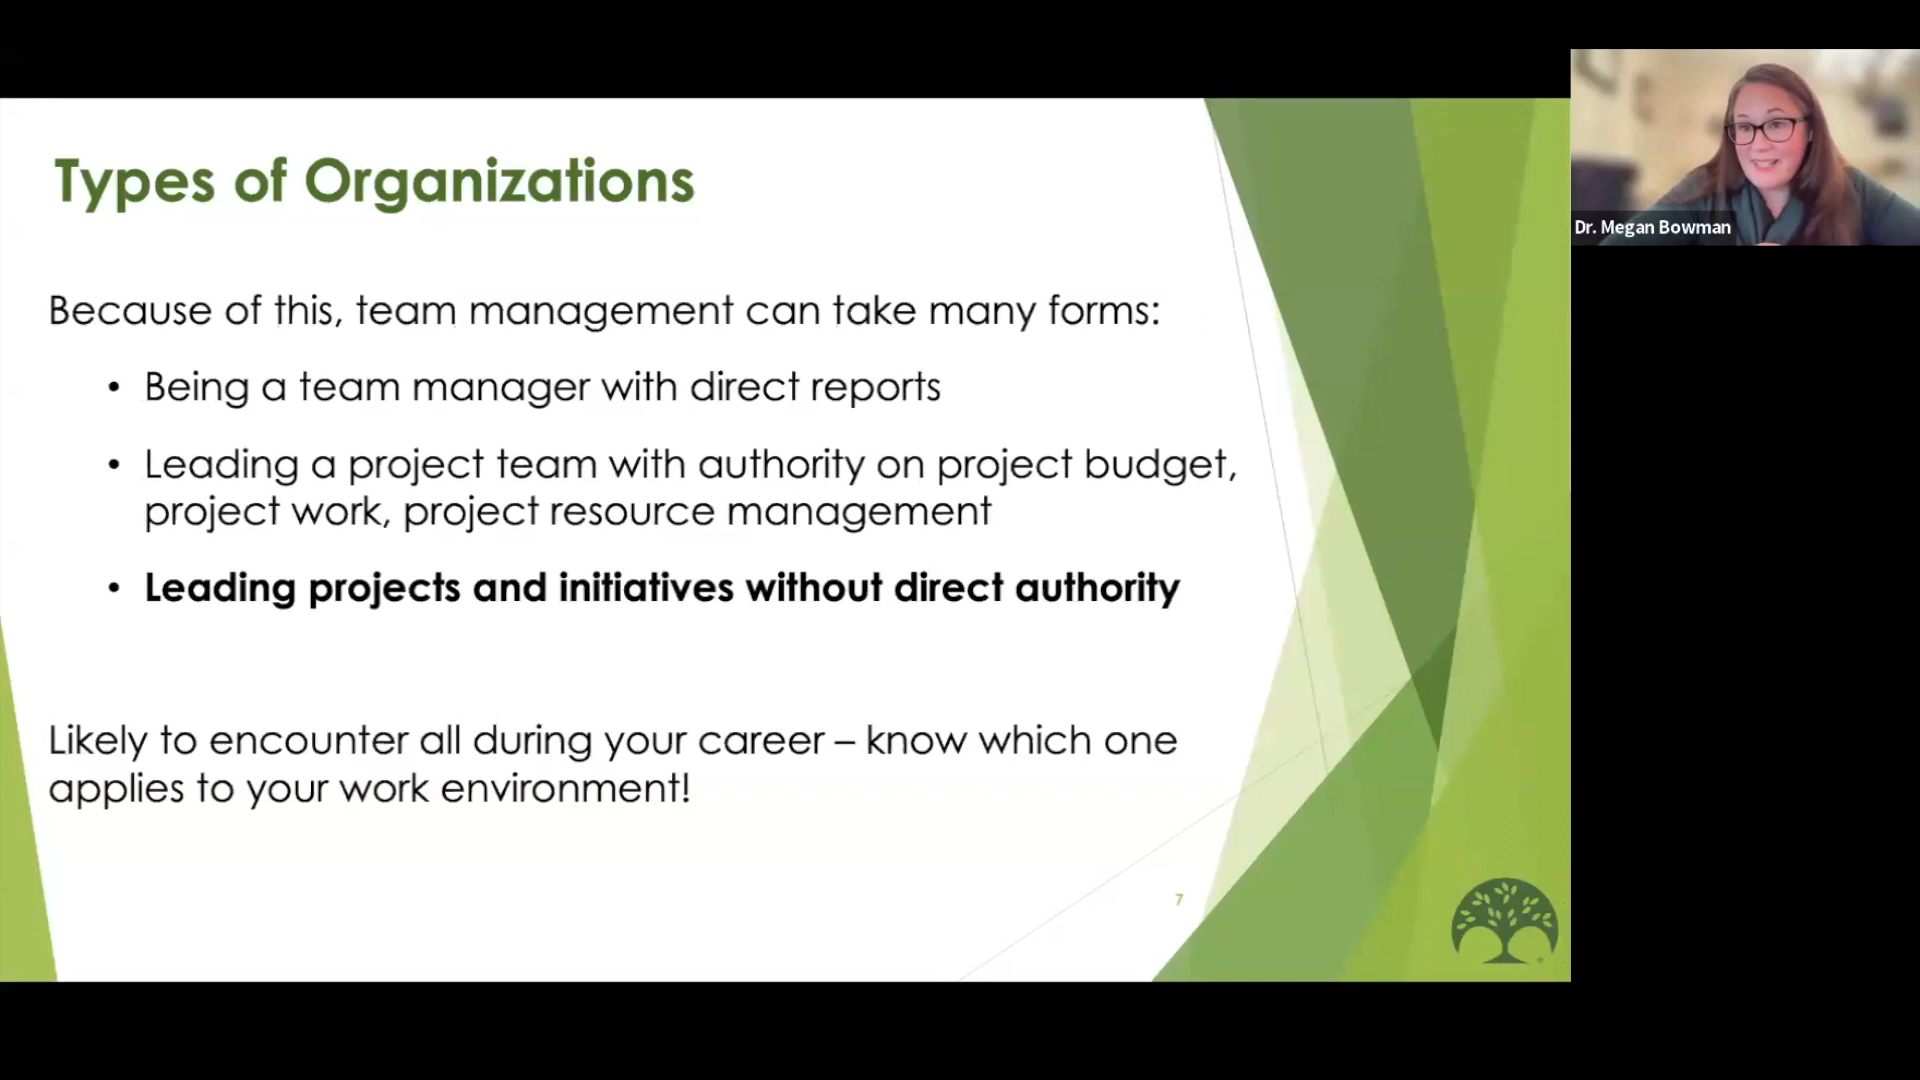 Types of Organizations
Because of this, team management can take many forms:
• Being a team manager with direct reports
• Leading a project team with authority on project budget,
project work, project resource management
• Leading projects and initiatives without direct authority
Likely to encounter all during your career – know which one
applies to your work environment!
7
Dr. Megan Bowman